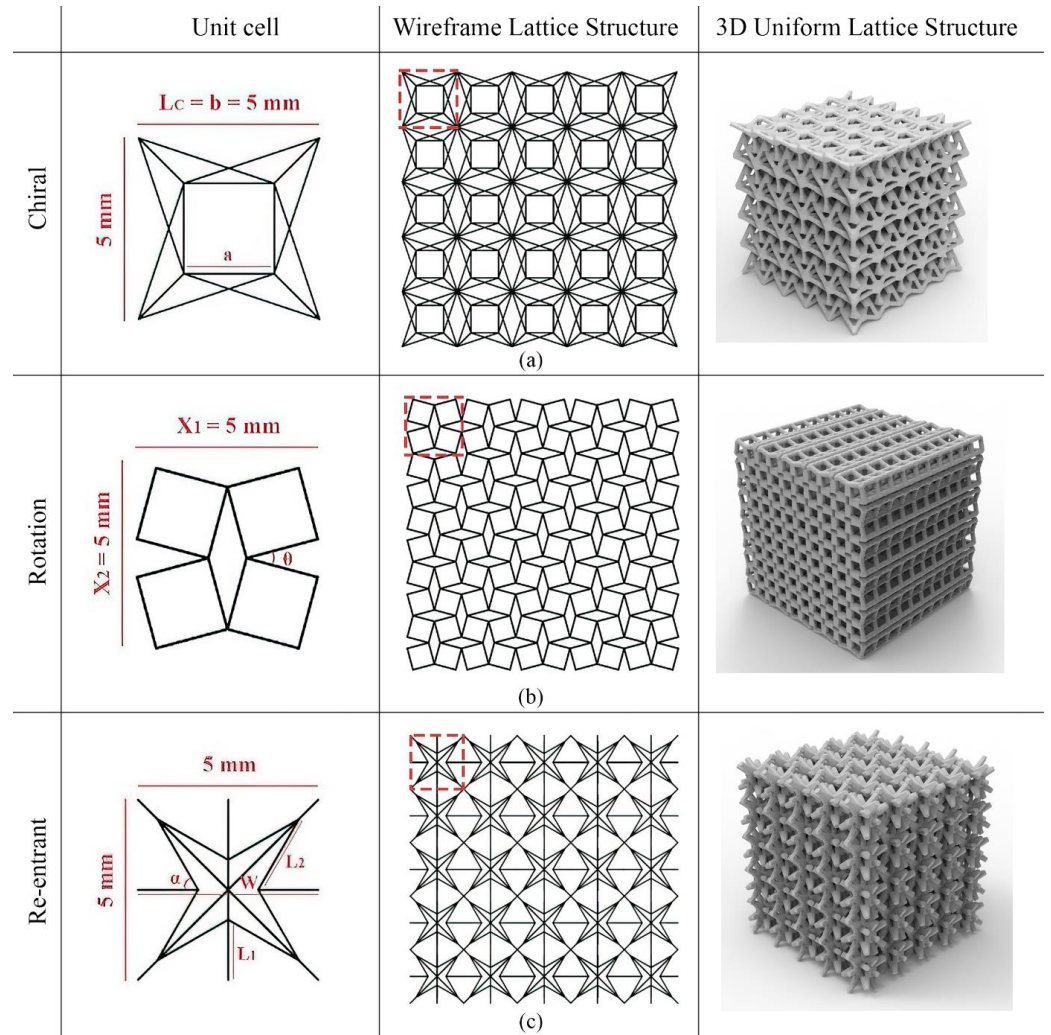 Unit cell
Wireframe Lattice Structure
3D Uniform Lattice Structure
Chiral
LC = b = 5 mm
5 mm
a
(a)
Rotation
X1 = 5 mm
X2 = 5 mm
θ
(b)
Re-entrant
5 mm
5 mm
α
W
L2
L1
(c)